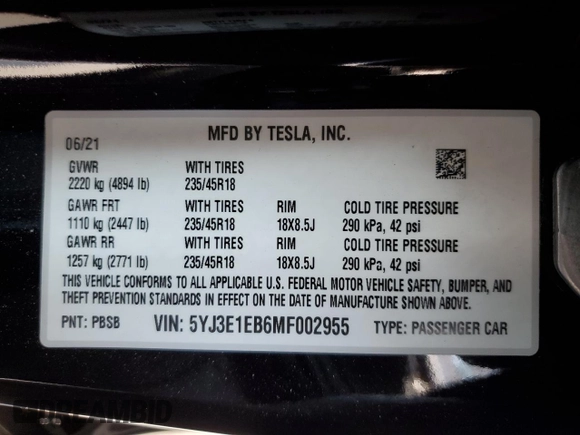 MFD BY TESLA, INC.
06/21
GVWR WITH TIRES
2220 kg (4894 lb) 235/45R18
GAWR FRT WITH TIRES RIM COLD TIRE PRESSURE
1110 kg (2447 lb) 235/45R18 18X8.5J 290 kPa, 42 psi
GAWR RR WITH TIRES RIM COLD TIRE PRESSURE
1257 kg (2771 lb) 235/45R18 18X8.5J 290 kPa, 42 psi
THIS VEHICLE CONFORMS TO ALL APPLICABLE U.S. FEDERAL MOTOR VEHICLE SAFETY, BUMPER, AND
THEFT PREVENTION STANDARDS IN EFFECT ON THE DATE OF MANUFACTURE SHOWN ABOVE.
PNT: PBSB VIN: 5YJ3E1EB6MF002955 TYPE: PASSENGER CAR
DREAMBID